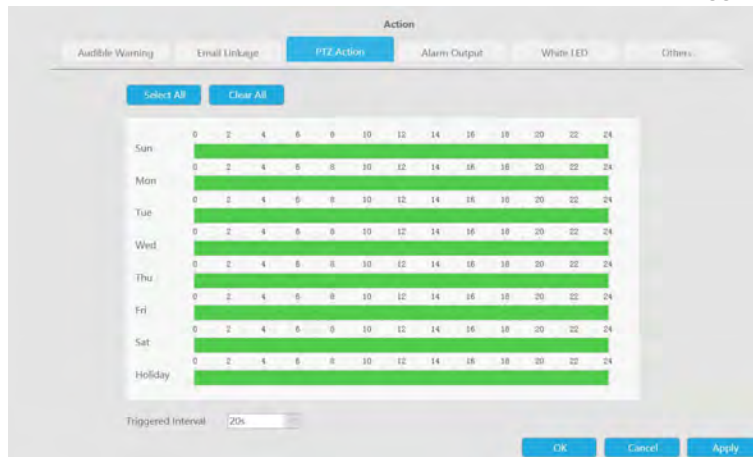 Action
Audible Warning Email Linkage PTZ Action Alarm Output White LED Others
Select All Clear All
0 2 4 6 8 10 12 14 16 18 20 22 24
Sun
0 2 4 6 8 10 12 14 16 18 20 22 24
Mon
0 2 4 6 8 10 12 14 16 18 20 22 24
Tue
0 2 4 6 8 10 12 14 16 18 20 22 24
Wed
0 2 4 6 8 10 12 14 16 18 20 22 24
Thu
0 2 4 6 8 10 12 14 16 18 20 22 24
Fri
0 2 4 6 8 10 12 14 16 18 20 22 24
Sat
0 2 4 6 8 10 12 14 16 18 20 22 24
Holiday
Triggered Interval 20s
OK Cancel Apply